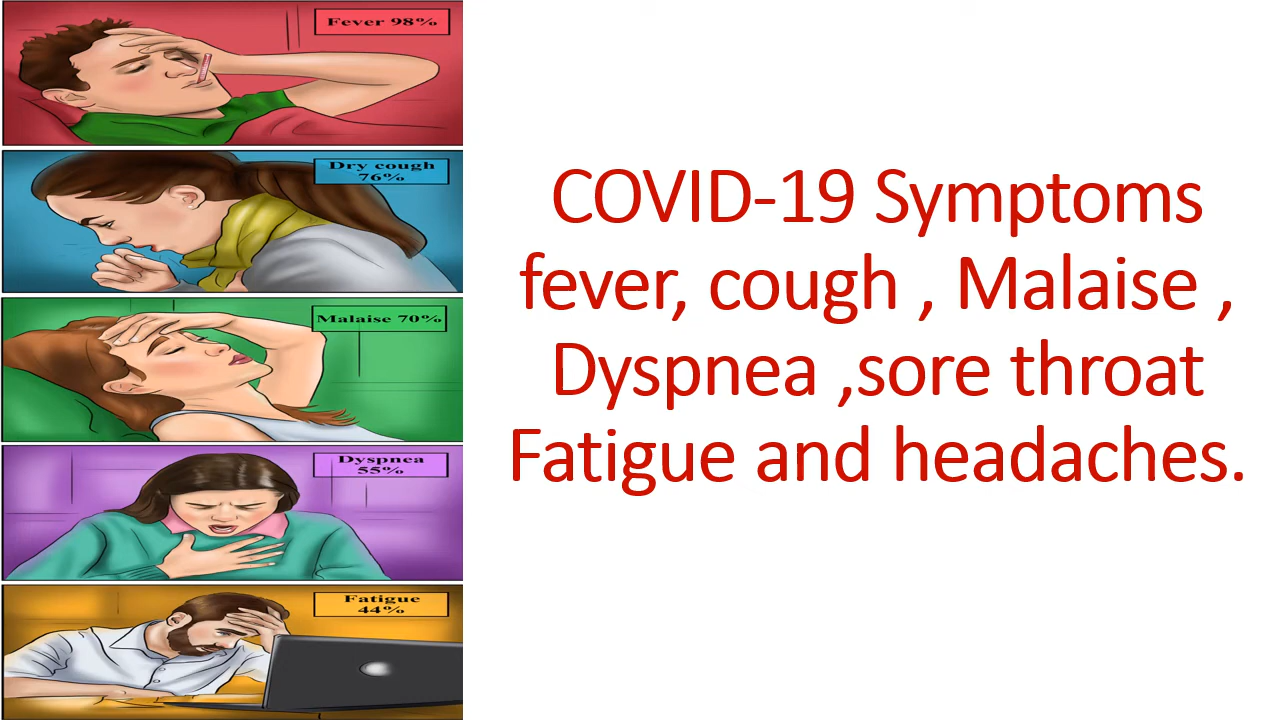 Fever 98%
Dry cough
76%
Malaise 70%
Dyspnea
55%
Fatigue
44%
COVID-19 Symptoms
fever, cough , Malaise ,
Dyspnea ,sore throat
Fatigue and headaches.